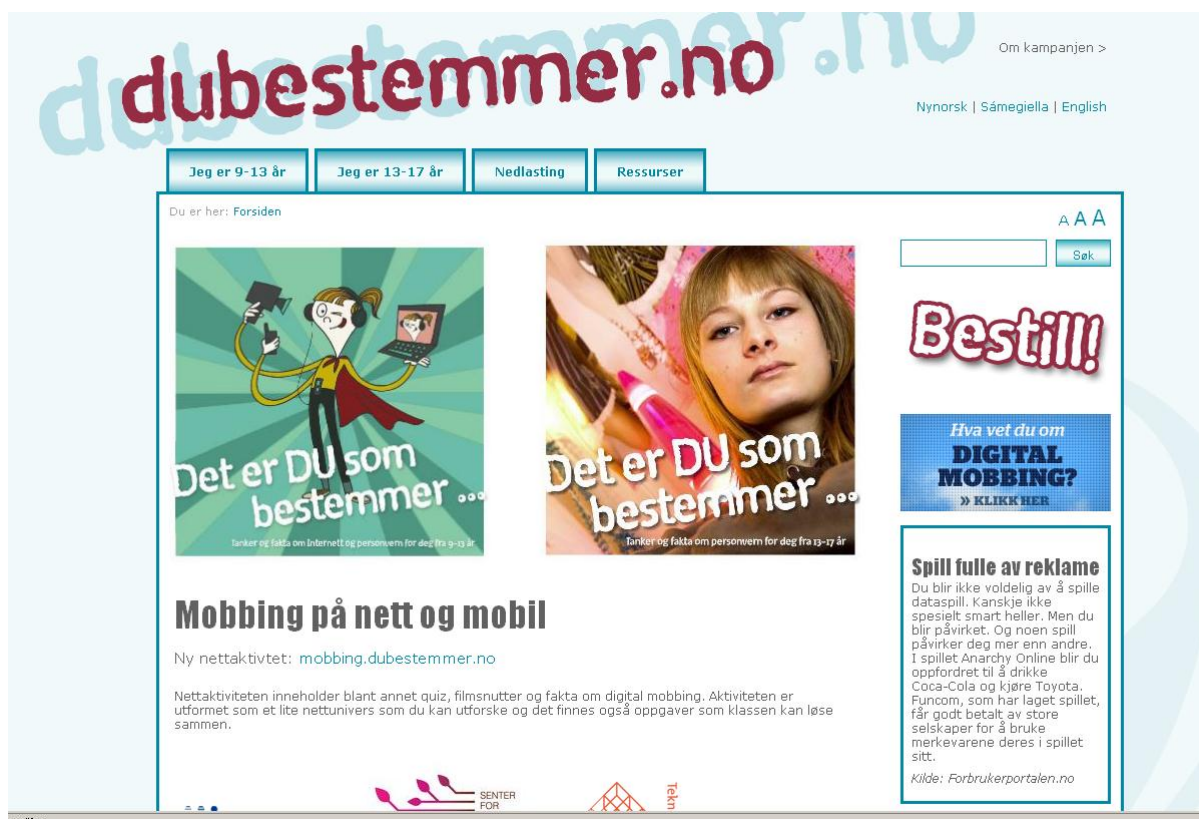 dubestemmer.no
Om kampanjen >
Nynorsk | Sámegiella | English
Jeg er 9-13 år
Jeg er 13-17 år
Nedlasting
Ressurser
Du er her: Forsiden
A A A
Søk
Det er DU som
bestemmer ...
Tanker og fakta om Internett og personvern for deg fra 9-13 år
Det er DU som
bestemmer ...
Tanker og fakta om personvern for deg fra 13-17 år
Bestill!
Hva vet du om
DIGITAL
MOBBING?
» KLIKK HER
Mobbing på nett og mobil
Ny nettaktivtet: mobbing.dubestemmer.no
Nettaktiviteten inneholder blant annet quiz, filmsnutter og fakta om digital mobbing. Aktiviteten er
utformet som et lite nettunivers som du kan utforske og det finnes også oppgaver som klassen kan løse
sammen.
Spill fulle av reklame
Du blir ikke voldelig av å spille
dataspill. Kanskje ikke
spesielt smart heller. Men du
blir påvirket. Og noen spill
påvirker deg mer enn andre.
I spillet Anarchy Online blir du
oppfordret til å drikke
Coca-Cola og kjøre Toyota.
Funcom, som har laget spillet,
får godt betalt av store
selskaper for å bruke
merkevarene deres i spillet
sitt.
Kilde: Forbrukerportalen.no
SENTER
FOR
Tekn